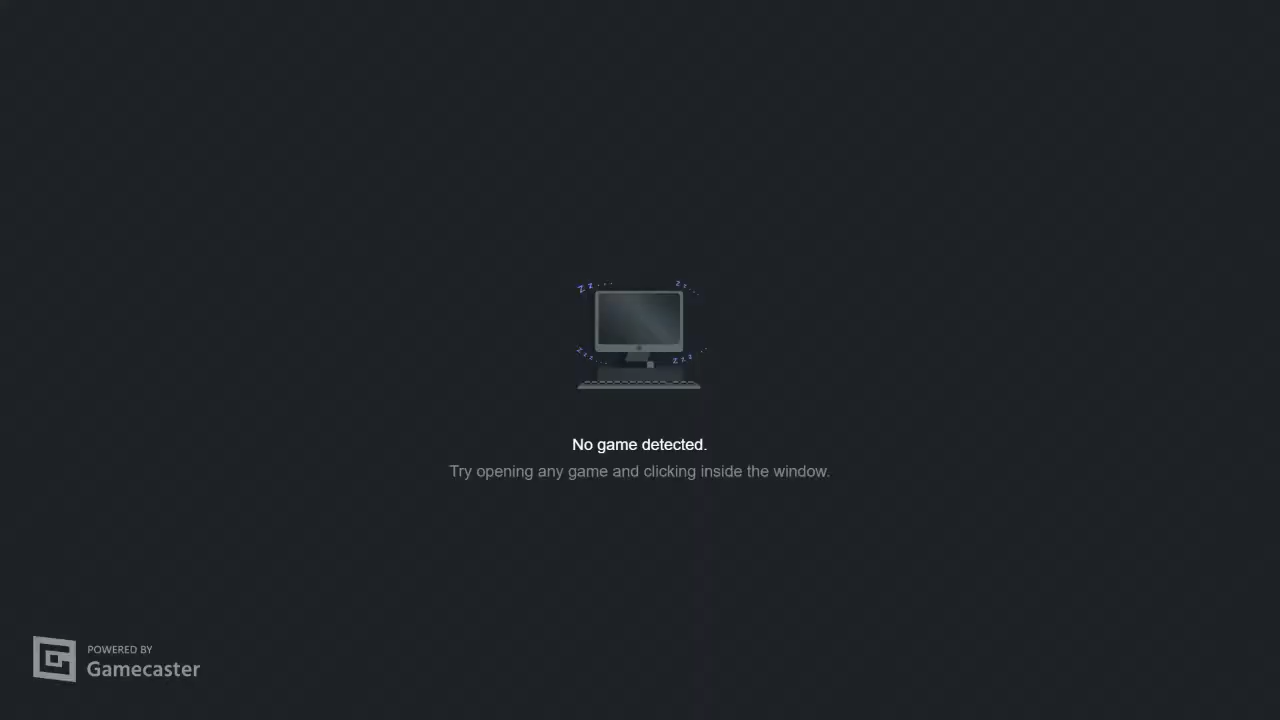 No game detected.
Try opening any game and clicking inside the window.
POWERED BY
Gamecaster